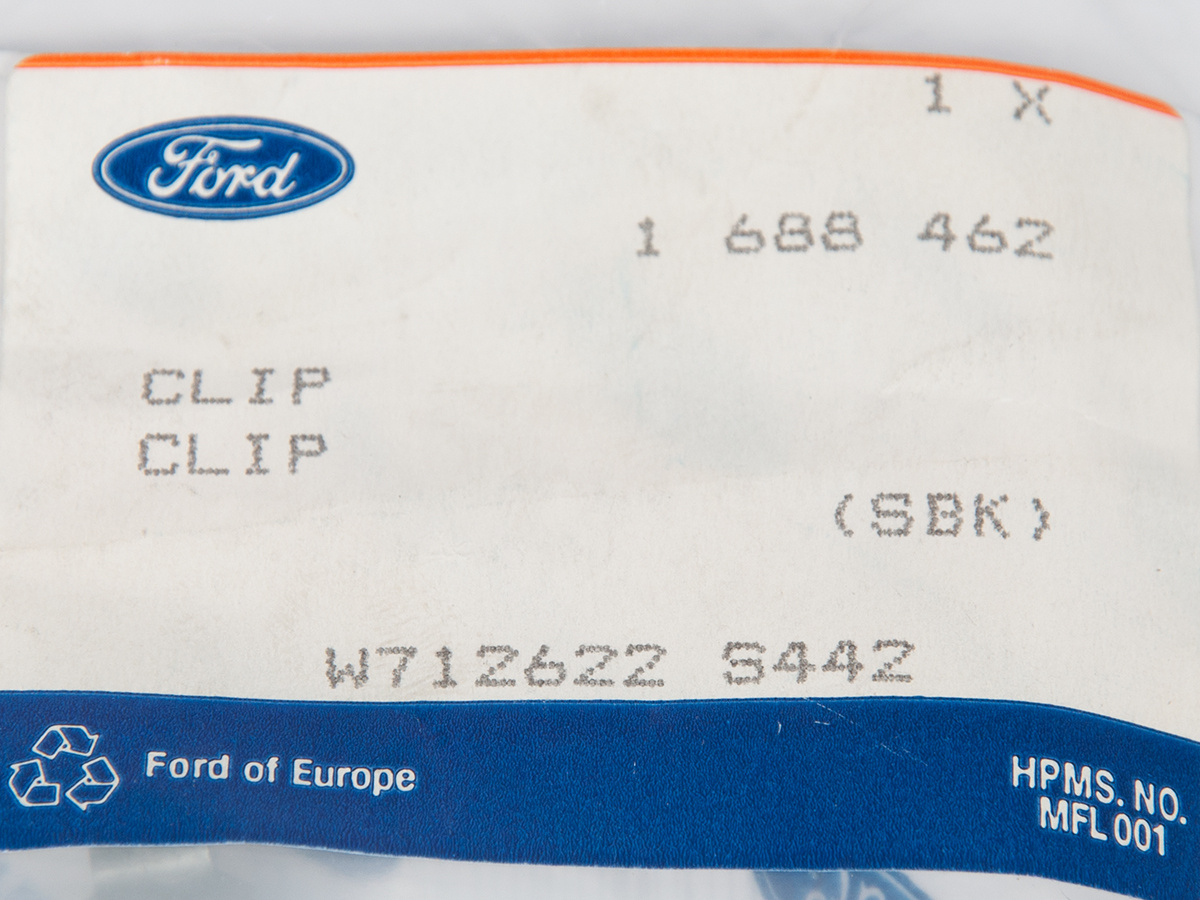 1 X
Ford
1 688 462
CLIP
CLIP
(SBK)
W712622 S442
Ford of Europe
HPMS. NO.
MFL 001